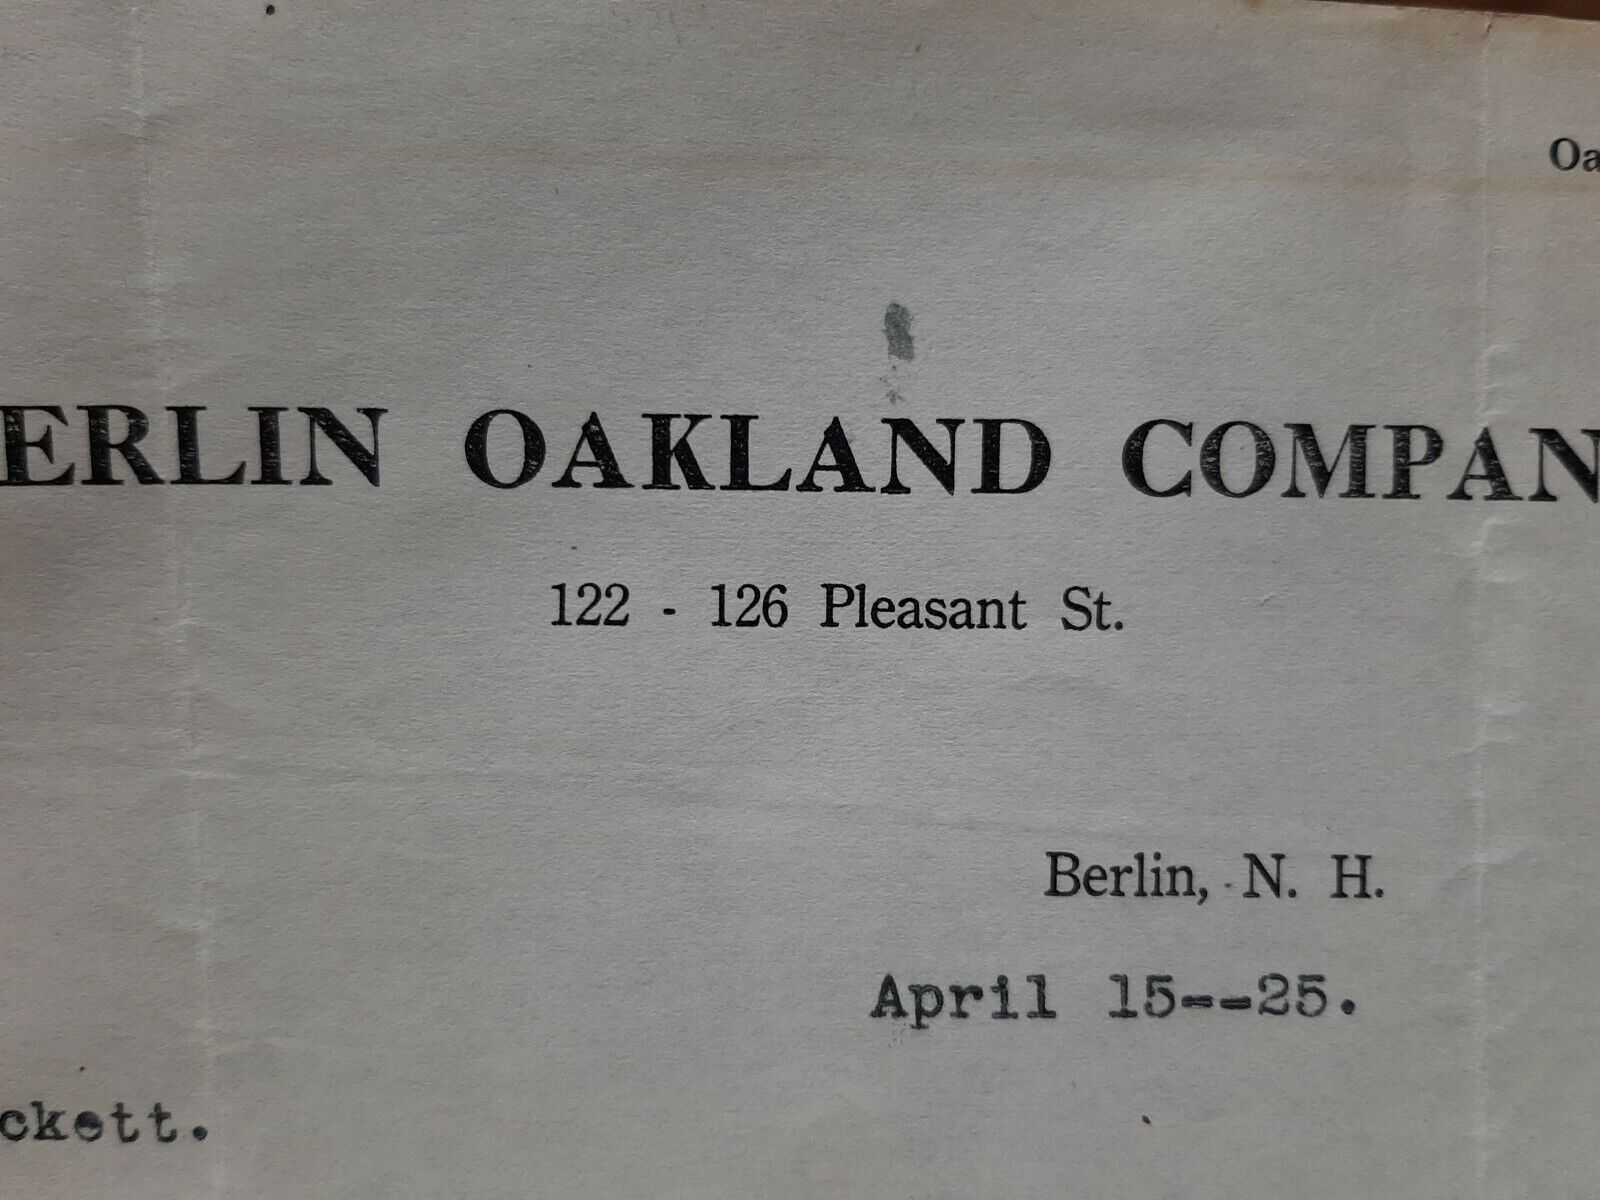 Oa
ERLIN OAKLAND COMPAN
122 - 126 Pleasant St.
Berlin, N. H.
April 15--25.
ckett.